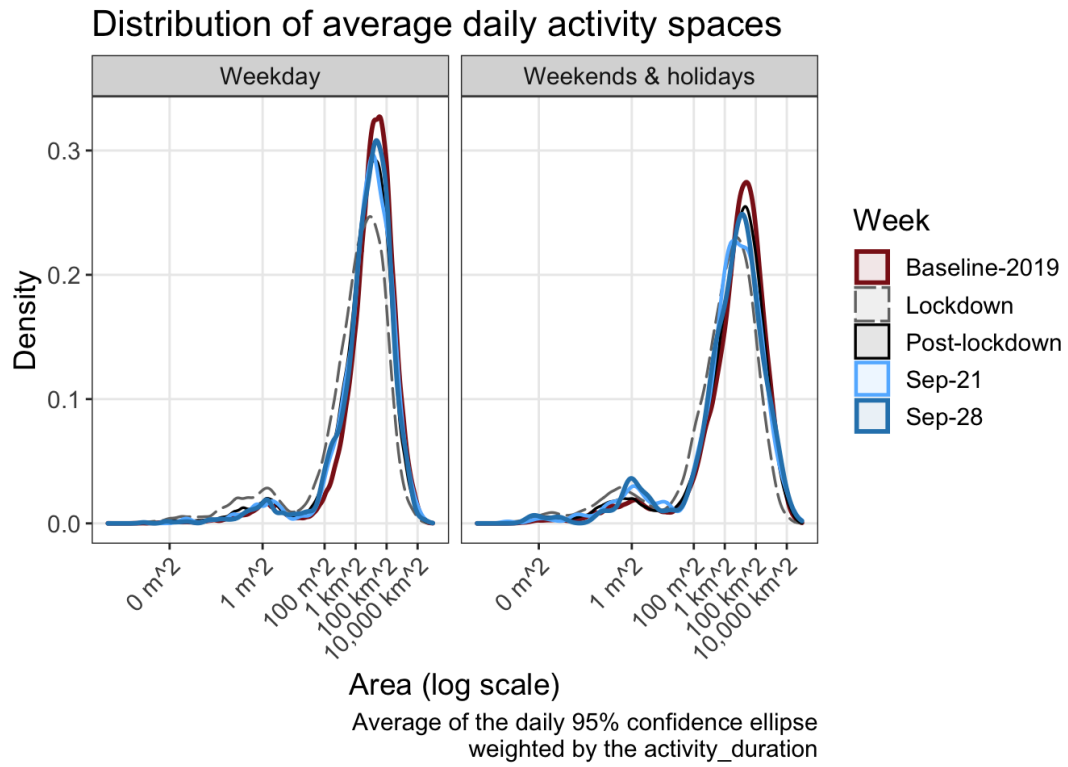 Distribution of average daily activity spaces
Weekday
Weekends & holidays
Density
0.3
0.2
0.1
0.0
0 m^2
1 m^2
100 m^2
1 km^2
100 km^2
10,000 km^2
0 m^2
1 m^2
100 m^2
1 km^2
100 km^2
10,000 km^2
Area (log scale)
Week
Baseline-2019
Lockdown
Post-lockdown
Sep-21
Sep-28
Average of the daily 95% confidence ellipse
weighted by the activity_duration